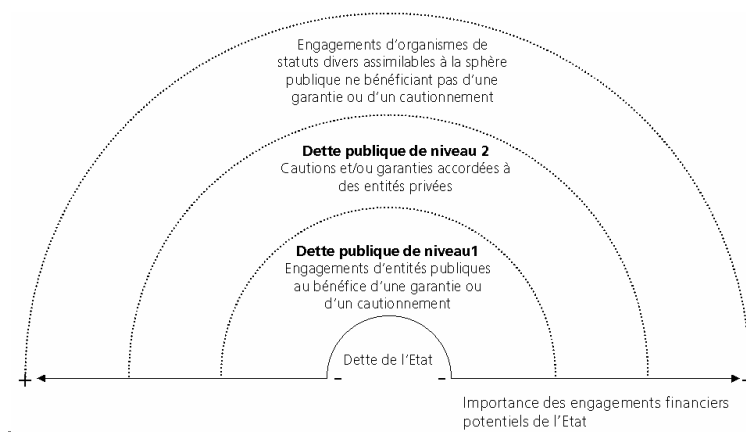 Engagements d'organismes de
statuts divers assimilables à la sphère
publique ne bénéficiant pas d'une
garantie ou d'un cautionnement
Dette publique de niveau 2
Cautions et/ou garanties accordées à
des entités privées
Dette publique de niveau1
Engagements d'entités publiques
au bénéfice d'une garantie ou
d'un cautionnement
Dette de l'Etat
+ - - +
Importance des engagements financiers
potentiels de l'Etat